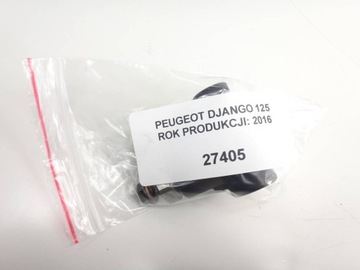 PEUGEOT DJANGO 125
ROK PRODUKCJI: 2016
27405